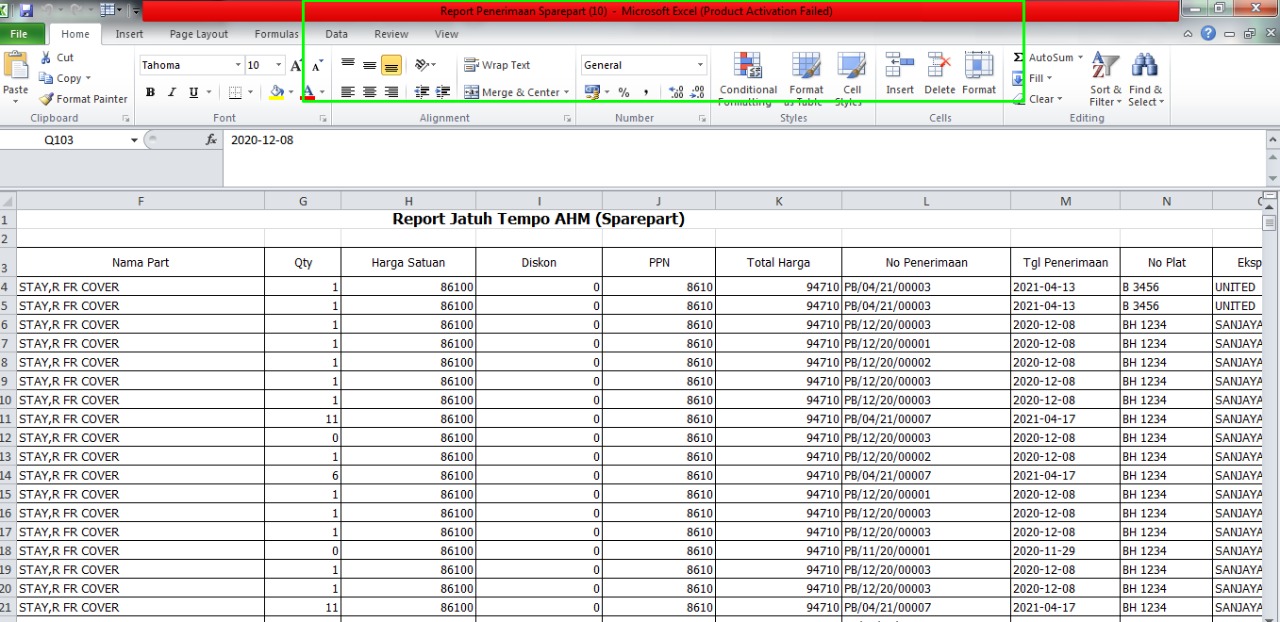 Report Penerimaan Sparepart (10) - Microsoft Excel (Product Activation Failed)
File Home Insert Page Layout Formulas Data Review View
Paste Cut Copy Format Painter
Tahoma 10 A A
B I U A
Wrap Text
Merge & Center
General
% , .00 .00
Conditional Formatting Format as Table Cell Styles
Insert Delete Format
Σ AutoSum Fill Clear
Sort & Filter Find & Select
Clipboard Font Alignment Number Styles Cells Editing
Q103 fx 2020-12-08
F G H I J K L M N
1 Report Jatuh Tempo AHM (Sparepart)
2
3 Nama Part Qty Harga Satuan Diskon PPN Total Harga No Penerimaan Tgl Penerimaan No Plat Eksp
4 STAY,R FR COVER 1 86100 0 8610 94710 PB/04/21/00003 2021-04-13 B 3456 UNITED
5 STAY,R FR COVER 1 86100 0 8610 94710 PB/04/21/00003 2021-04-13 B 3456 UNITED
6 STAY,R FR COVER 1 86100 0 8610 94710 PB/12/20/00003 2020-12-08 BH 1234 SANJAYA
7 STAY,R FR COVER 1 86100 0 8610 94710 PB/12/20/00001 2020-12-08 BH 1234 SANJAYA
8 STAY,R FR COVER 1 86100 0 8610 94710 PB/12/20/00002 2020-12-08 BH 1234 SANJAYA
9 STAY,R FR COVER 1 86100 0 8610 94710 PB/12/20/00003 2020-12-08 BH 1234 SANJAYA
10 STAY,R FR COVER 1 86100 0 8610 94710 PB/12/20/00003 2020-12-08 BH 1234 SANJAYA
11 STAY,R FR COVER 11 86100 0 8610 94710 PB/04/21/00007 2021-04-17 BH 1234 SANJAYA
12 STAY,R FR COVER 0 86100 0 8610 94710 PB/12/20/00003 2020-12-08 BH 1234 SANJAYA
13 STAY,R FR COVER 1 86100 0 8610 94710 PB/12/20/00002 2020-12-08 BH 1234 SANJAYA
14 STAY,R FR COVER 6 86100 0 8610 94710 PB/04/21/00007 2021-04-17 BH 1234 SANJAYA
15 STAY,R FR COVER 1 86100 0 8610 94710 PB/12/20/00001 2020-12-08 BH 1234 SANJAYA
16 STAY,R FR COVER 1 86100 0 8610 94710 PB/12/20/00003 2020-12-08 BH 1234 SANJAYA
17 STAY,R FR COVER 1 86100 0 8610 94710 PB/12/20/00003 2020-12-08 BH 1234 SANJAYA
18 STAY,R FR COVER 0 86100 0 8610 94710 PB/11/20/00001 2020-11-29 BH 1234 SANJAYA
19 STAY,R FR COVER 1 86100 0 8610 94710 PB/12/20/00003 2020-12-08 BH 1234 SANJAYA
20 STAY,R FR COVER 1 86100 0 8610 94710 PB/12/20/00003 2020-12-08 BH 1234 SANJAYA
21 STAY,R FR COVER 11 86100 0 8610 94710 PB/04/21/00007 2021-04-17 BH 1234 SANJAYA